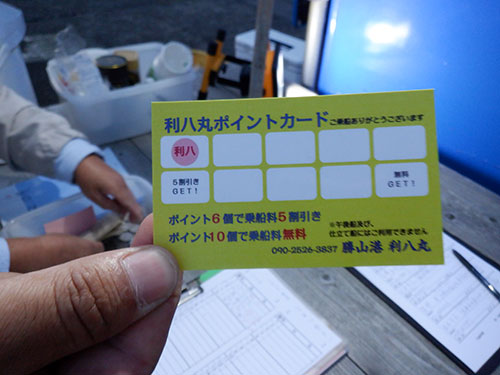 利八丸ポイントカード ご乗船ありがとうございます
利八
5割引き
GET!
無料
GET!
ポイント6個で乗船料5割引き
ポイント10個で乗船料無料
※午後船及び、
仕立て船にはご利用できません
090-2526-3837 勝山港 利八丸